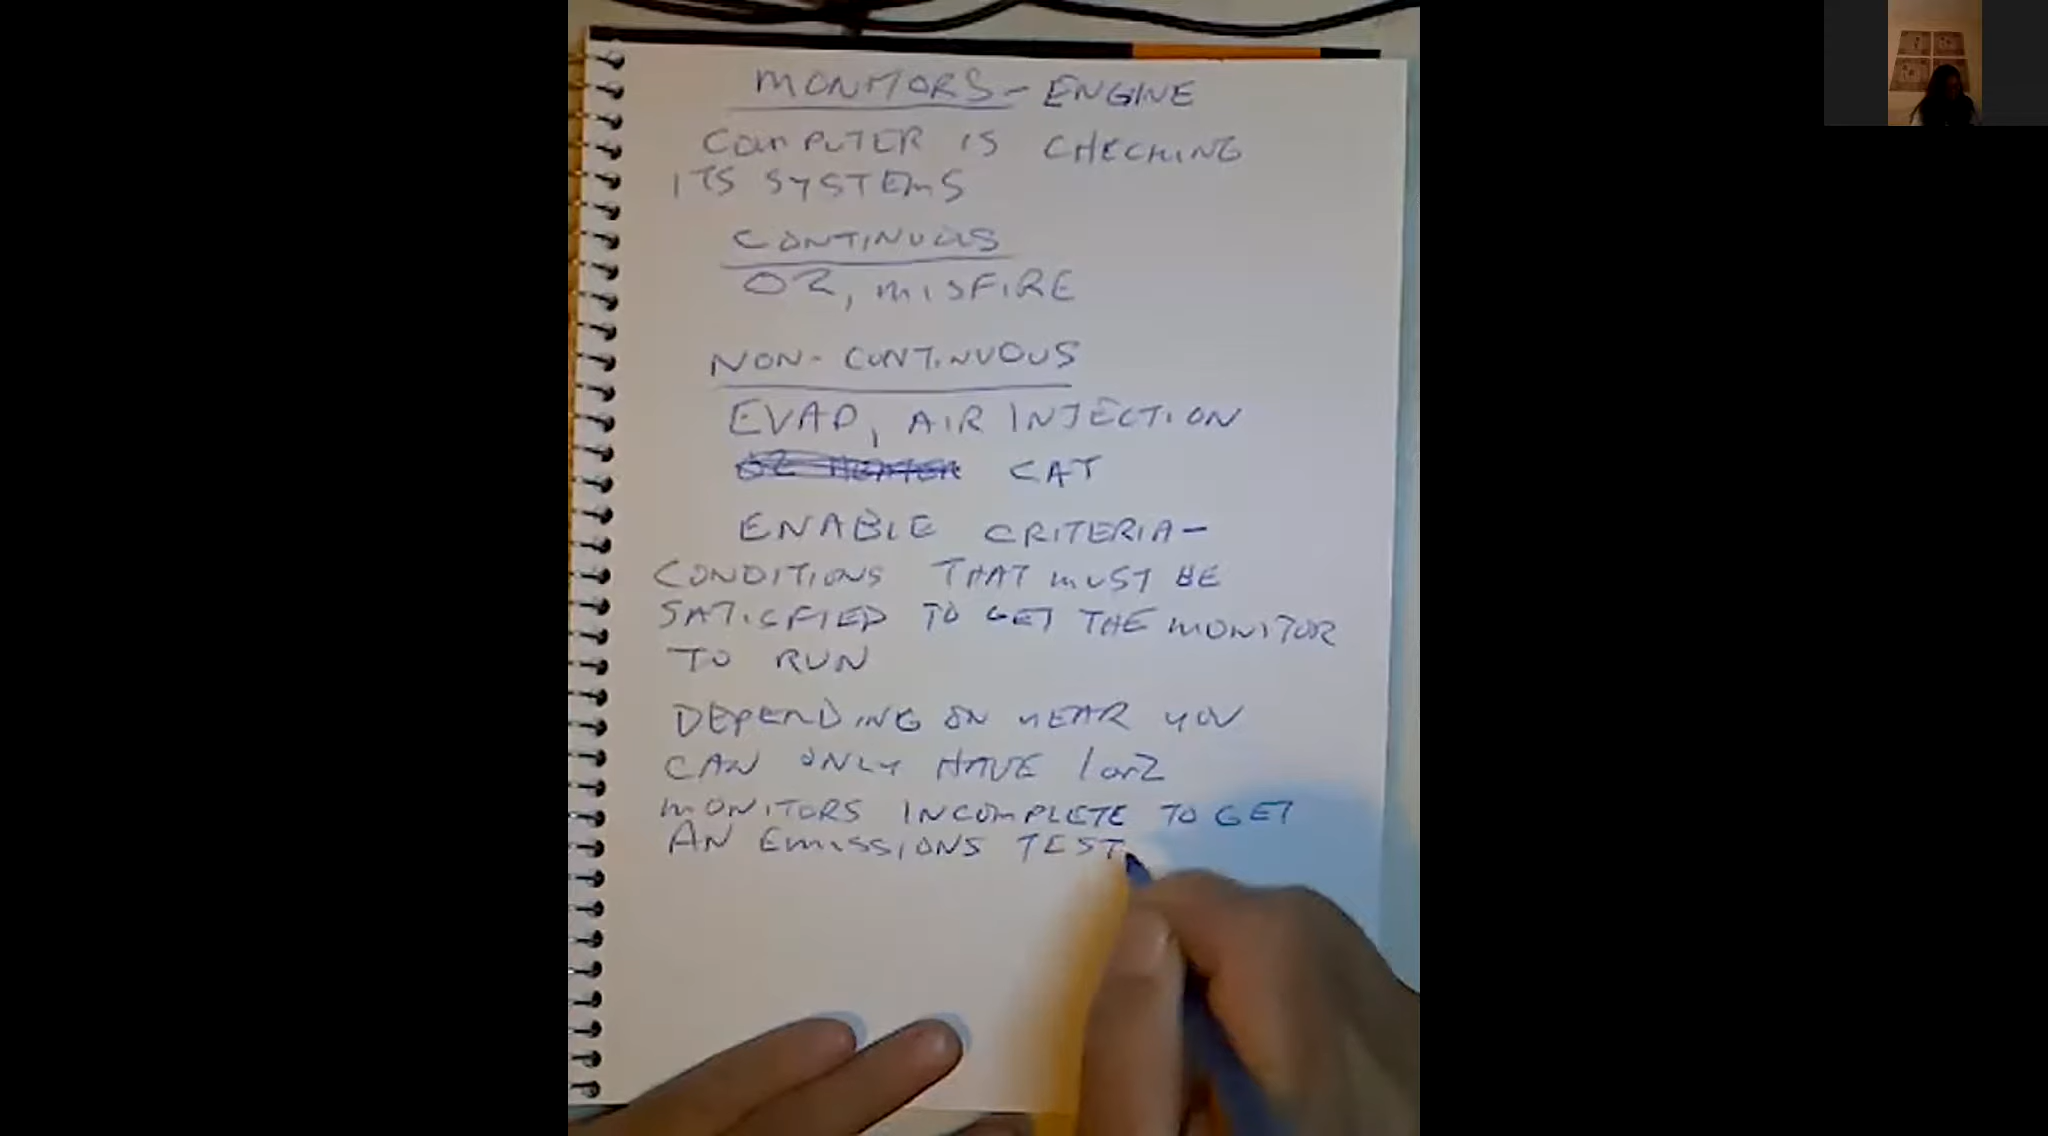 MONITORS - ENGINE
COMPUTER IS CHECKING
ITS SYSTEMS
CONTINUOUS
O2, MISFIRE
NON-CONTINUOUS
EVAP, AIR INJECTION
O2 HEATER CAT
ENABLE CRITERIA-
CONDITIONS THAT MUST BE
SATISFIED TO GET THE MONITOR
TO RUN
DEPENDING ON YEAR YOU
CAN ONLY HAVE 1 or 2
MONITORS INCOMPLETE TO GET
AN EMISSIONS TEST